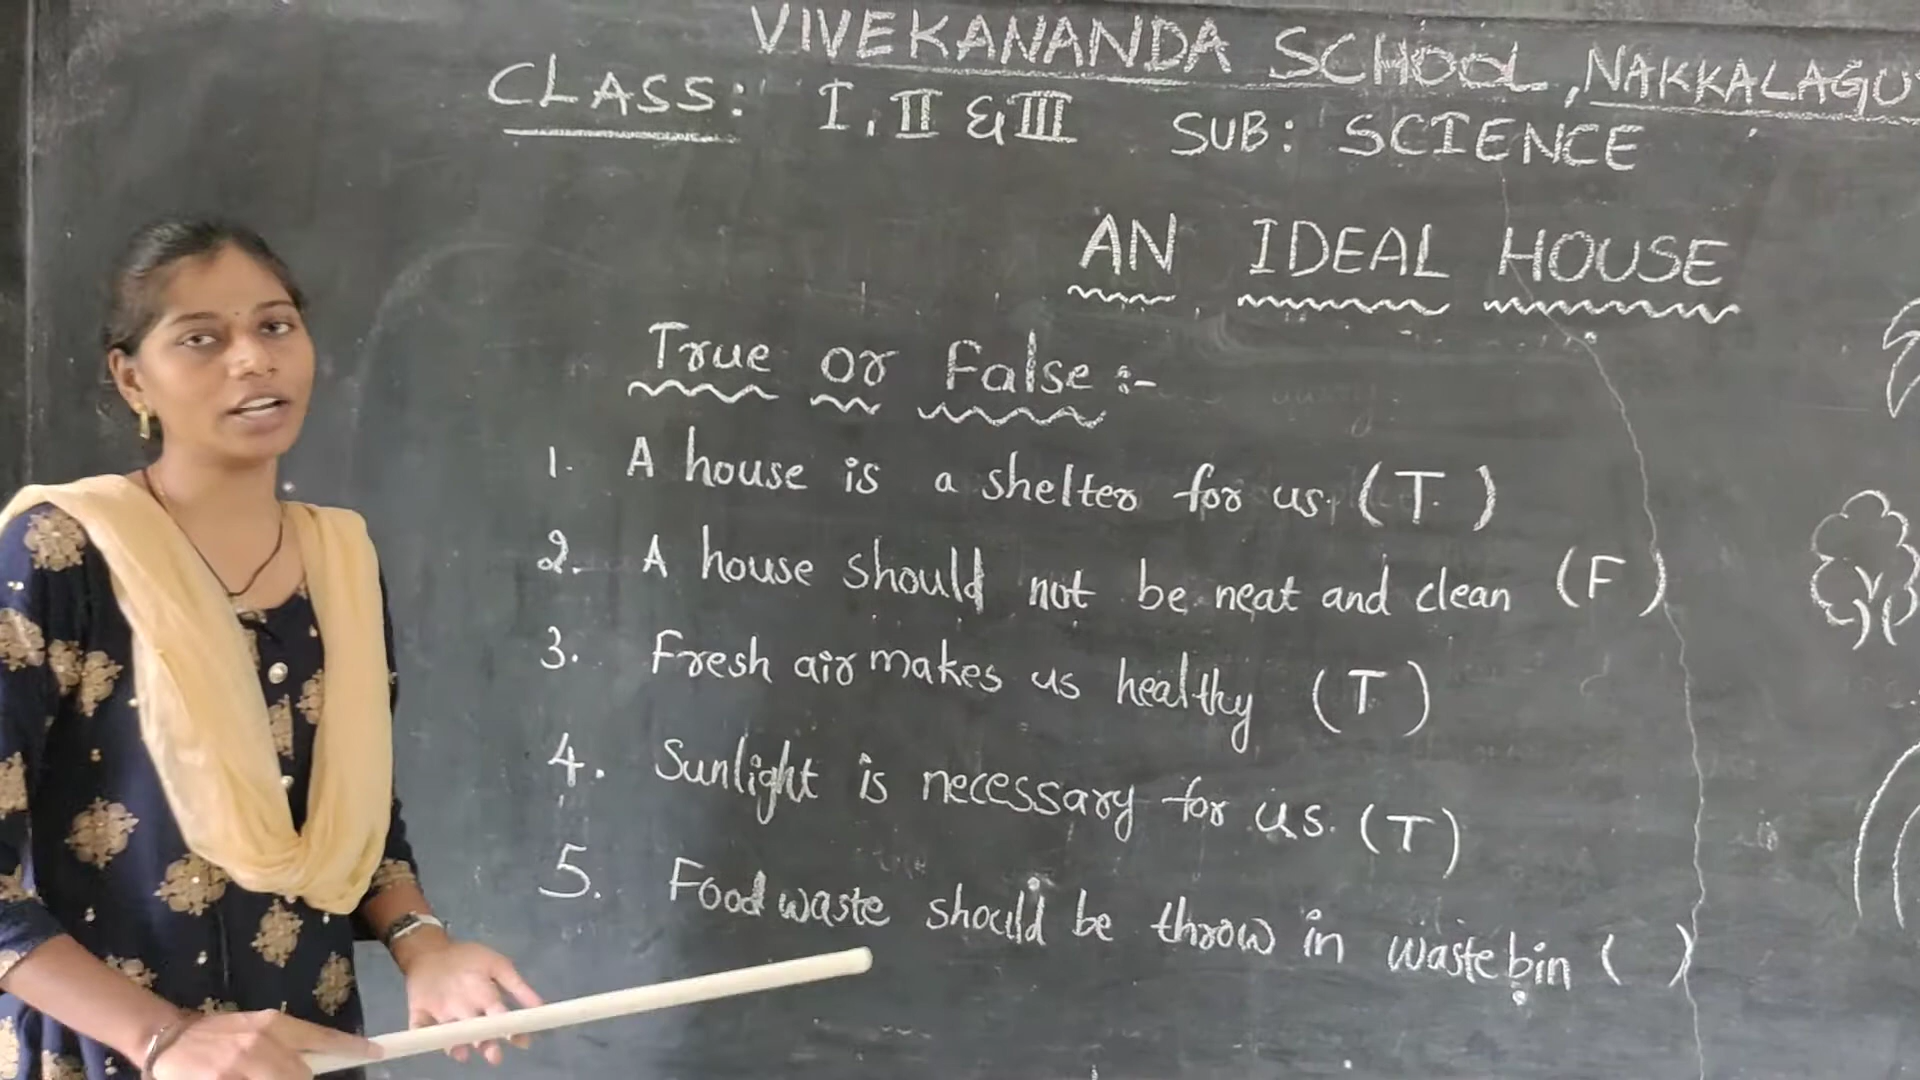 VIVEKANANDA SCHOOL, NAKKALAGU
CLASS: I, II & III SUB: SCIENCE
AN IDEAL HOUSE
True or False :-
1. A house is a shelter for us. (T)
2. A house should not be neat and clean (F)
3. Fresh air makes us healthy (T)
4. Sunlight is necessary for us. (T)
5. Food waste should be throw in waste bin ( )